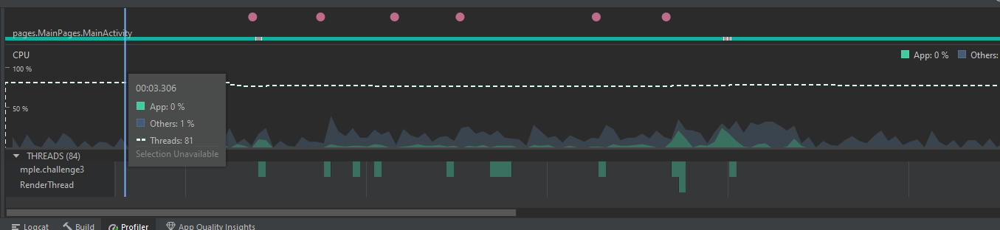 pages.MainPages.MainActivity
CPU
App: 0 % Others:
100 %
00:03.306
50 %
App: 0 %
Others: 1 %
Threads: 81
Selection Unavailable
THREADS (84)
mple.challenge3
RenderThread
Logcat Build Profiler App Quality Insights